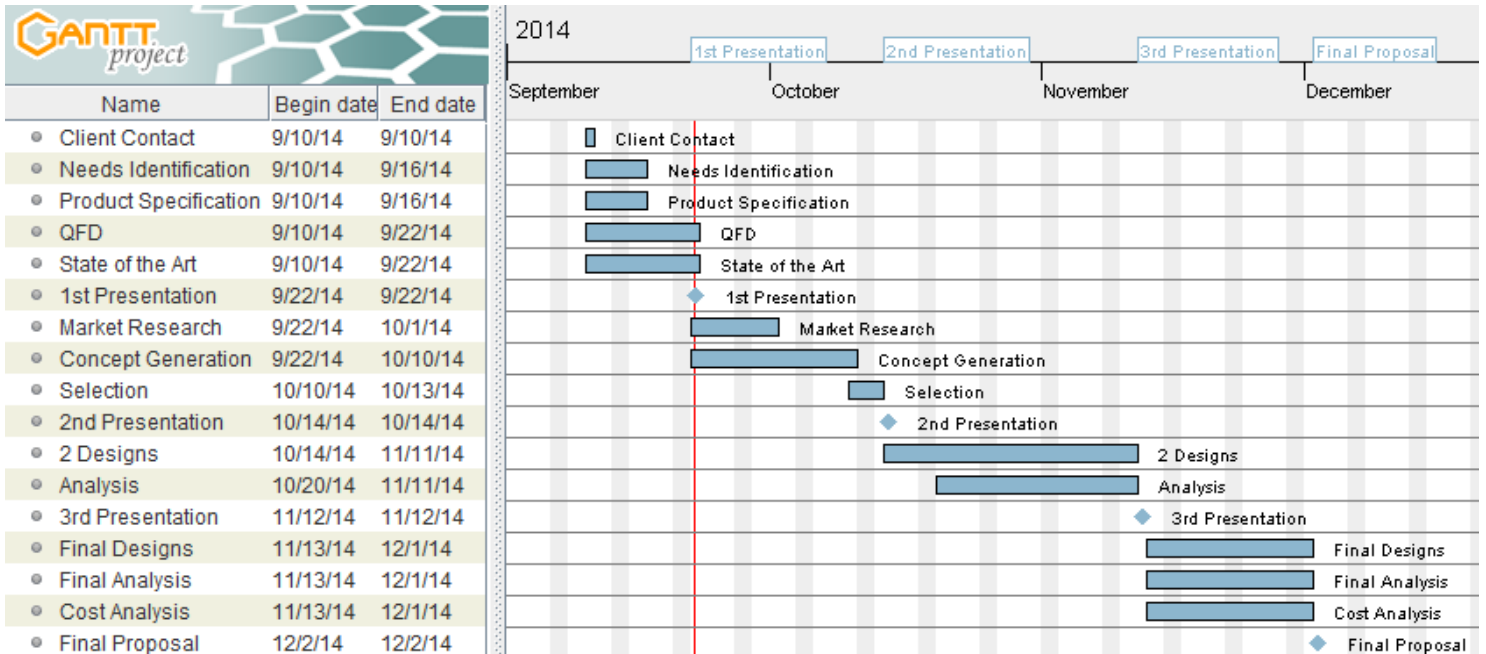 GANTT
project
2014
1st Presentation 2nd Presentation 3rd Presentation Final Proposal
September October November December
Name Begin date End date
Client Contact 9/10/14 9/10/14 Client Contact
Needs Identification 9/10/14 9/16/14 Needs Identification
Product Specification 9/10/14 9/16/14 Product Specification
QFD 9/10/14 9/22/14 QFD
State of the Art 9/10/14 9/22/14 State of the Art
1st Presentation 9/22/14 9/22/14 1st Presentation
Market Research 9/22/14 10/1/14 Market Research
Concept Generation 9/22/14 10/10/14 Concept Generation
Selection 10/10/14 10/13/14 Selection
2nd Presentation 10/14/14 10/14/14 2nd Presentation
2 Designs 10/14/14 11/11/14 2 Designs
Analysis 10/20/14 11/11/14 Analysis
3rd Presentation 11/12/14 11/12/14 3rd Presentation
Final Designs 11/13/14 12/1/14 Final Designs
Final Analysis 11/13/14 12/1/14 Final Analysis
Cost Analysis 11/13/14 12/1/14 Cost Analysis
Final Proposal 12/2/14 12/2/14 Final Proposal